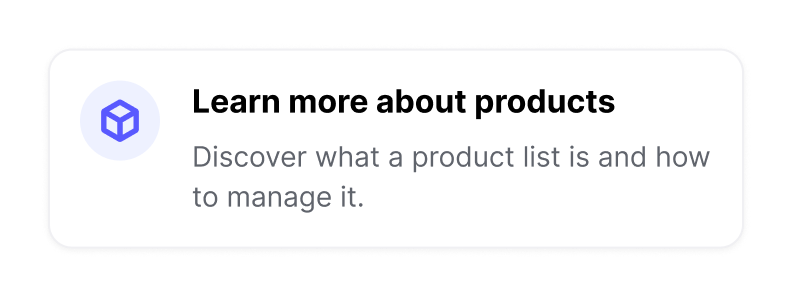 Learn more about products
Discover what a product list is and how
to manage it.